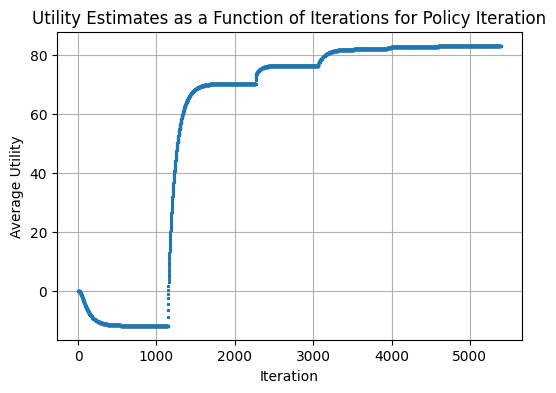 Utility Estimates as a Function of Iterations for Policy Iteration
80
60
40
20
0
Average Utility
0 1000 2000 3000 4000 5000
Iteration